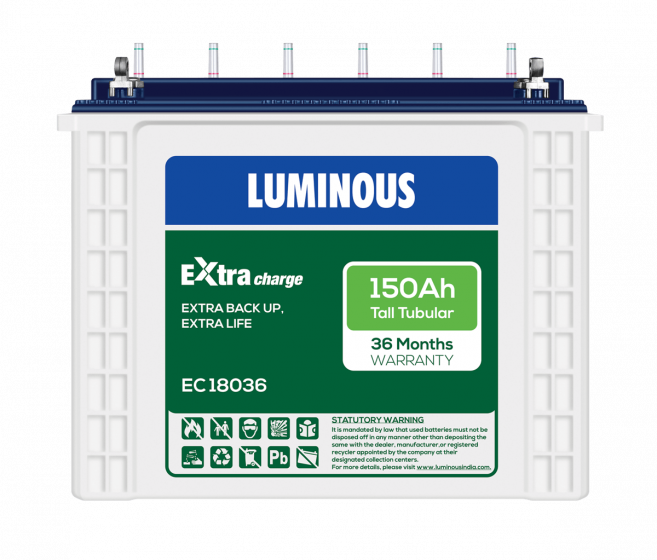 LUMINOUS
EXtra charge
EXTRA BACK UP,
EXTRA LIFE
150Ah
Tall Tubular
36 Months
WARRANTY
EC 18036
STATUTORY WARNING
It is mandated by law that used batteries must not be
disposed off in any manner other than depositing the
same with the dealer, manufacturer,or registered
recycler appointed by the company at their
designated collection centers.
For more details, please visit www.luminousindia.com.
Pb